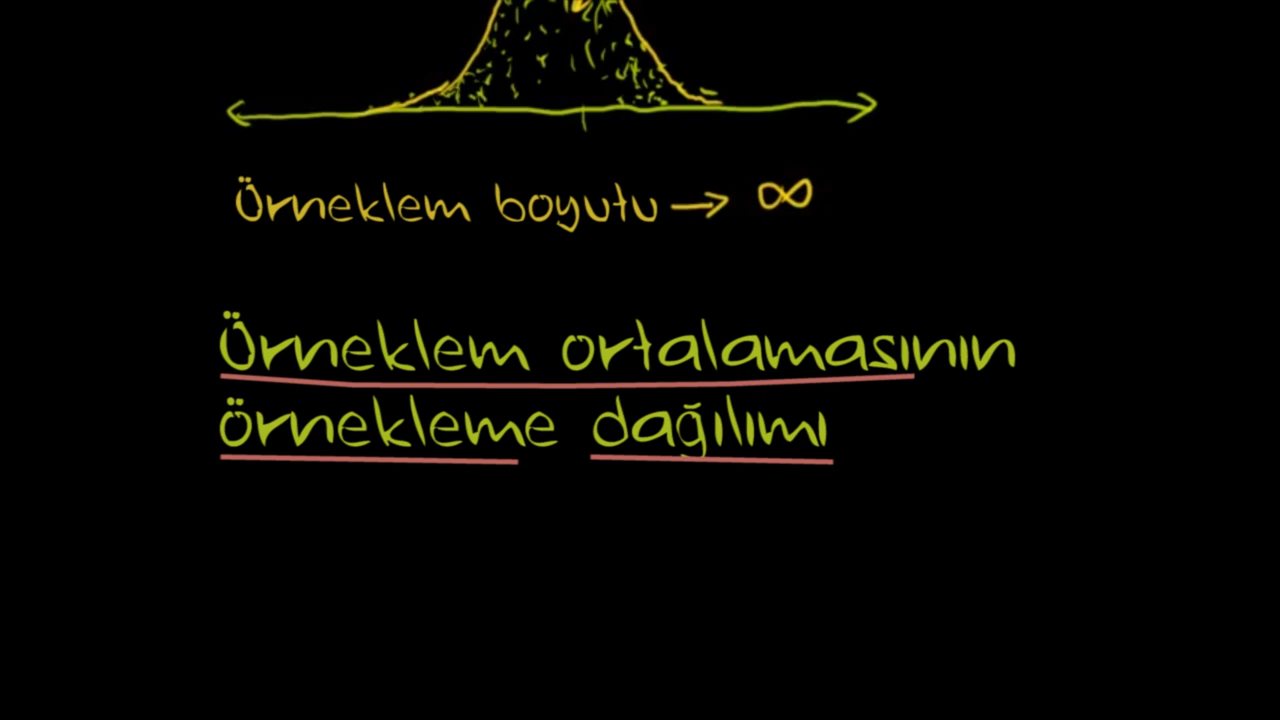 Örneklem boyutu → ∞
Örneklem ortalamasının
örnekleme dağılımı